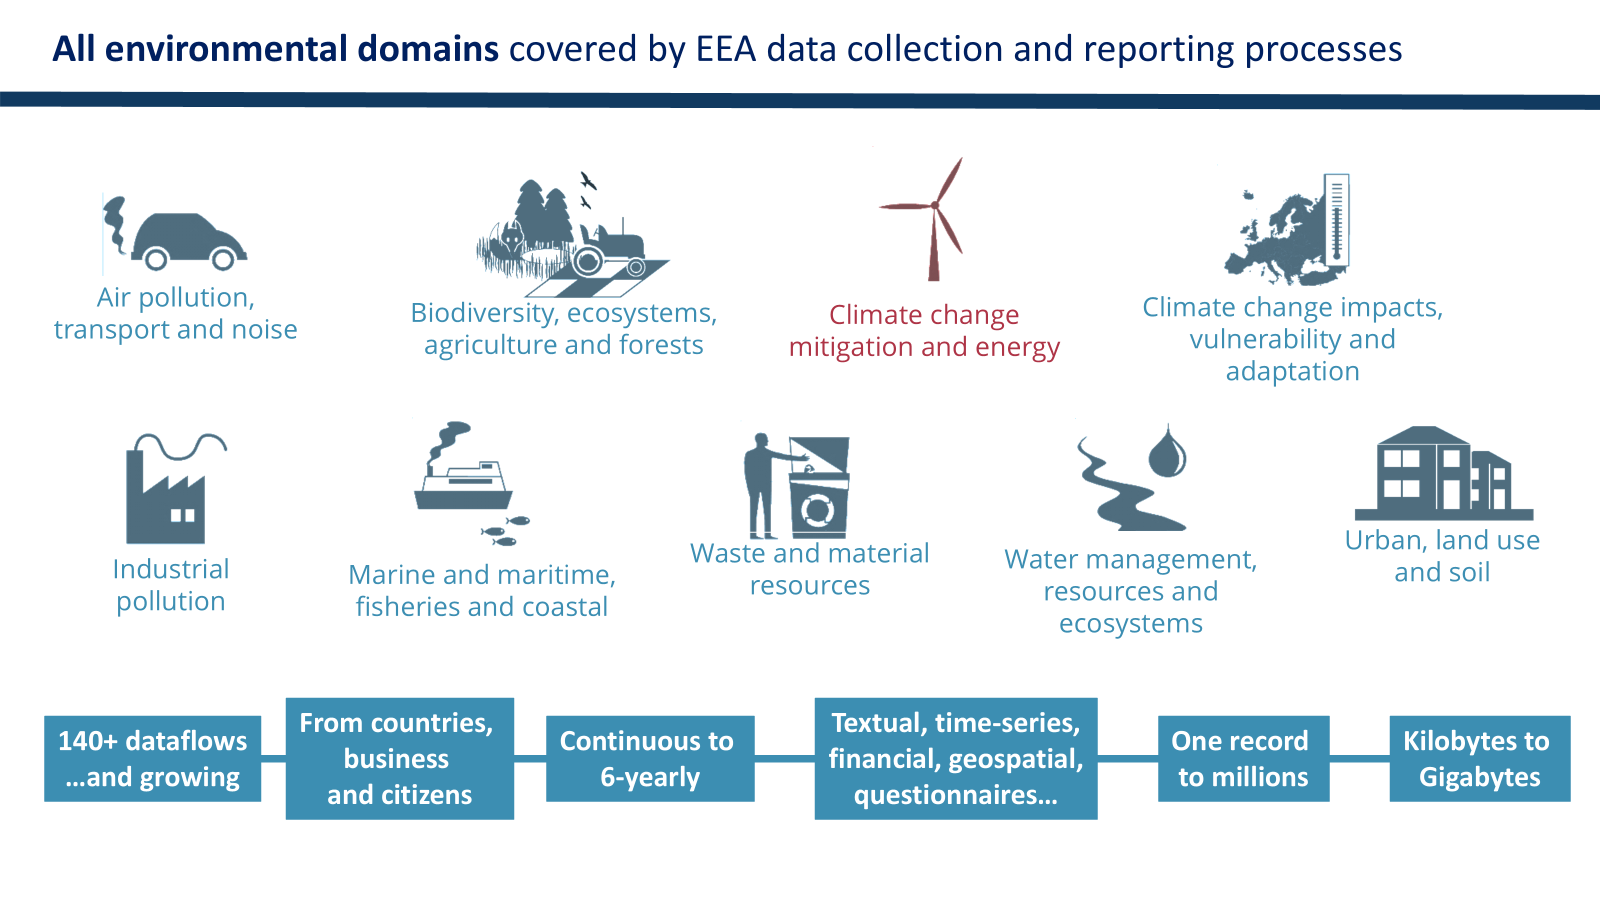 All environmental domains covered by EEA data collection and reporting processes
Air pollution,
transport and noise
Biodiversity, ecosystems,
agriculture and forests
Climate change
mitigation and energy
Climate change impacts,
vulnerability and
adaptation
Industrial
pollution
Marine and maritime,
fisheries and coastal
Waste and material
resources
Water management,
resources and
ecosystems
Urban, land use
and soil
140+ dataflows
...and growing
From countries,
business
and citizens
Continuous to
6-yearly
Textual, time-series,
financial, geospatial,
questionnaires...
One record
to millions
Kilobytes to
Gigabytes